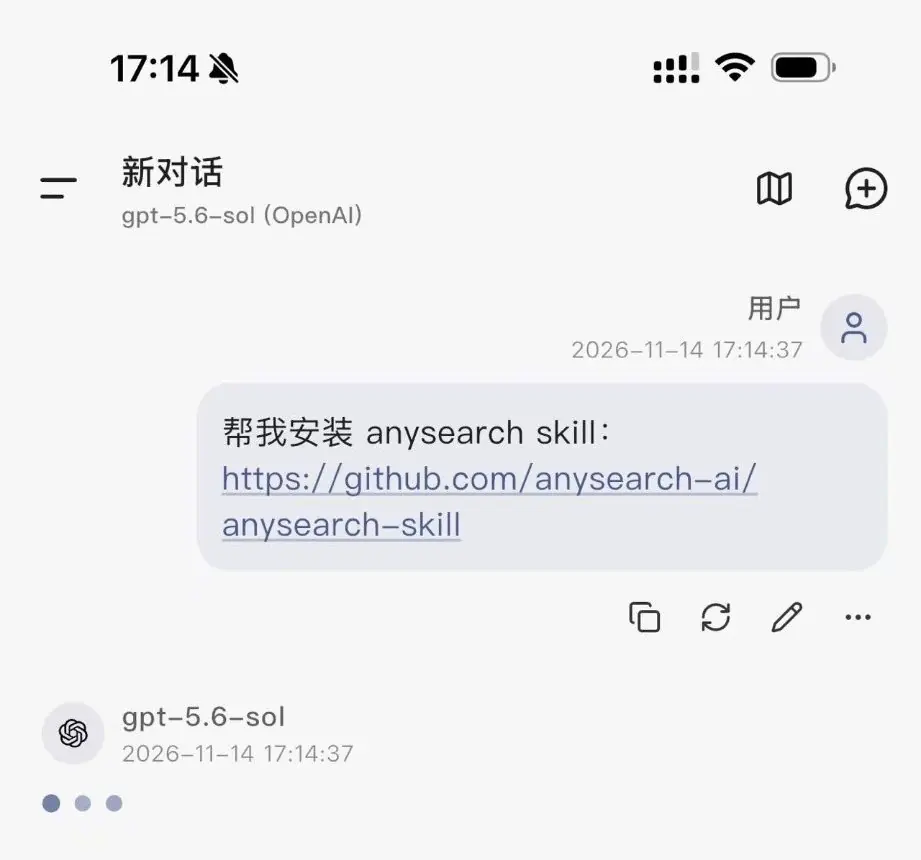 17:14
新对话
gpt-5.6-sol (OpenAI)
用户
2026-11-14 17:14:37
帮我安装 anysearch skill：
https://github.com/anysearch-ai/
anysearch-skill
gpt-5.6-sol
2026-11-14 17:14:37